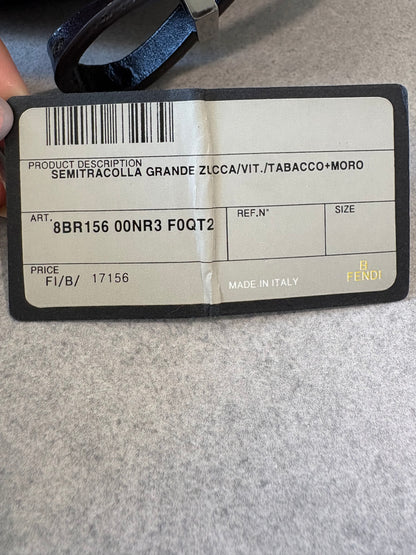 PRODUCT DESCRIPTION
SEMITRACOLLA GRANDE ZUCCA/VIT./TABACCO+MORO
ART.
8BR156 00NR3 F0QT2
REF.N°
SIZE
PRICE
FI/B/ 17156
MADE IN ITALY
FENDI